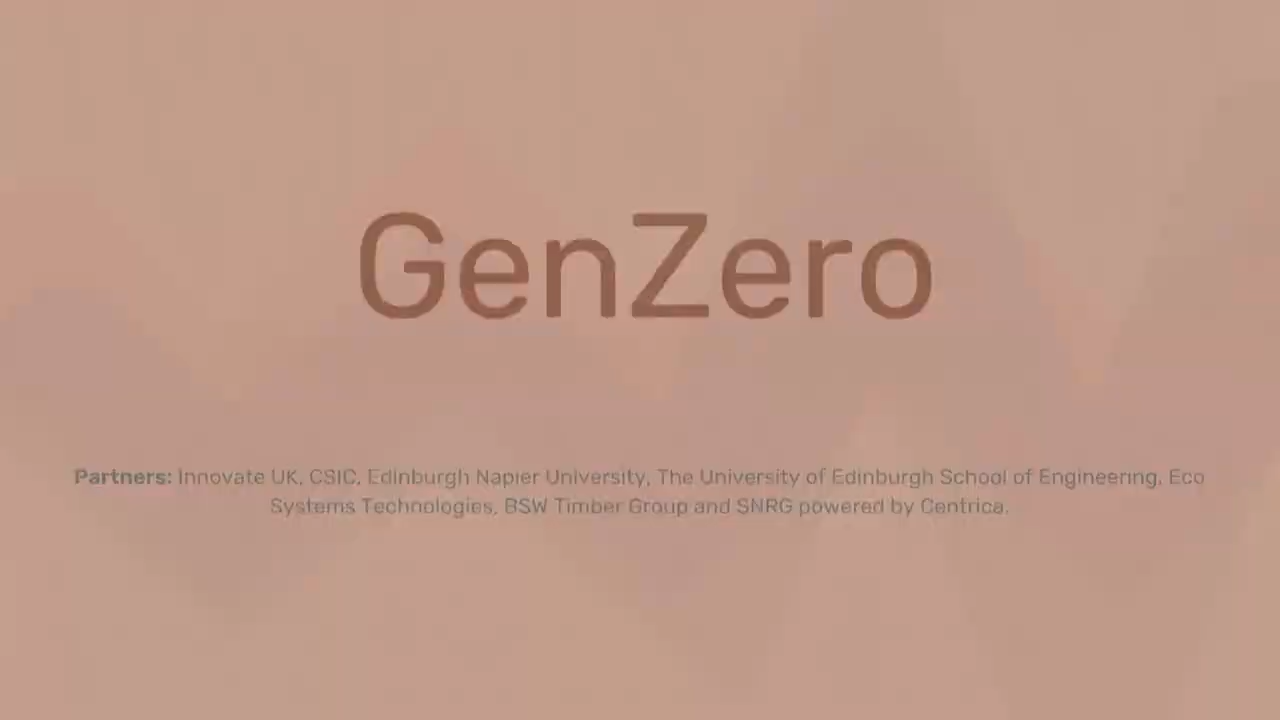 GenZero
Partners: Innovate UK, CSIC, Edinburgh Napier University, The University of Edinburgh School of Engineering, Eco
Systems Technologies, BSW Timber Group and SNRG powered by Centrica.